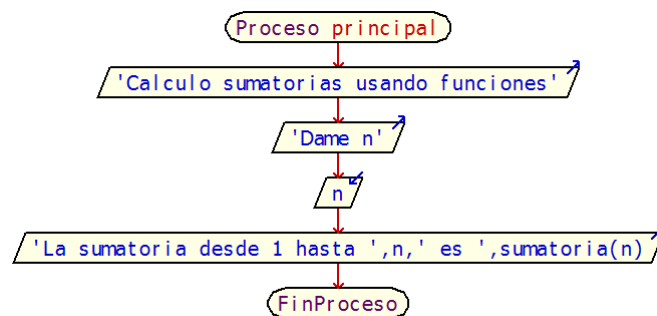 Proceso principal
'Calculo sumatorias usando funciones'
'Dame n'
n
'La sumatoria desde 1 hasta ',n,' es ',sumatoria(n)
FinProceso